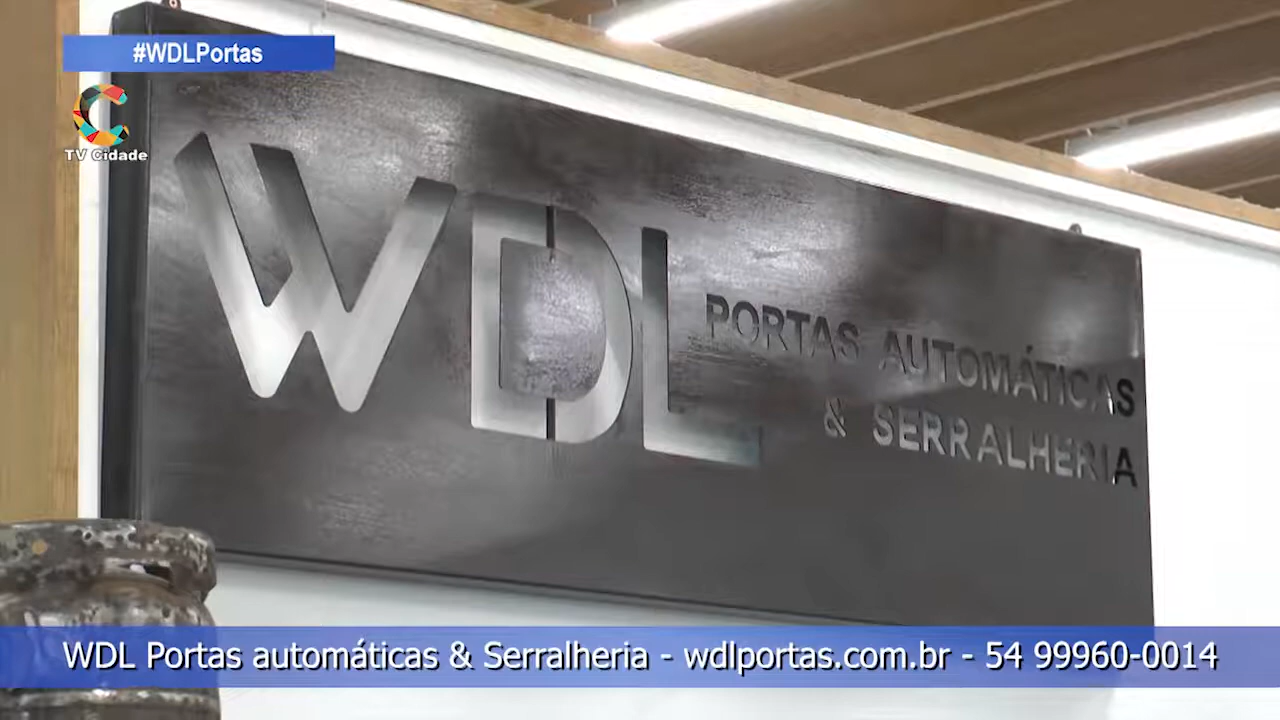 #WDLPortas
TV Cidade
WDL
PORTAS AUTOMÁTICAS
& SERRALHERIA
WDL Portas automáticas & Serralheria - wdlportas.com.br - 54 99960-0014